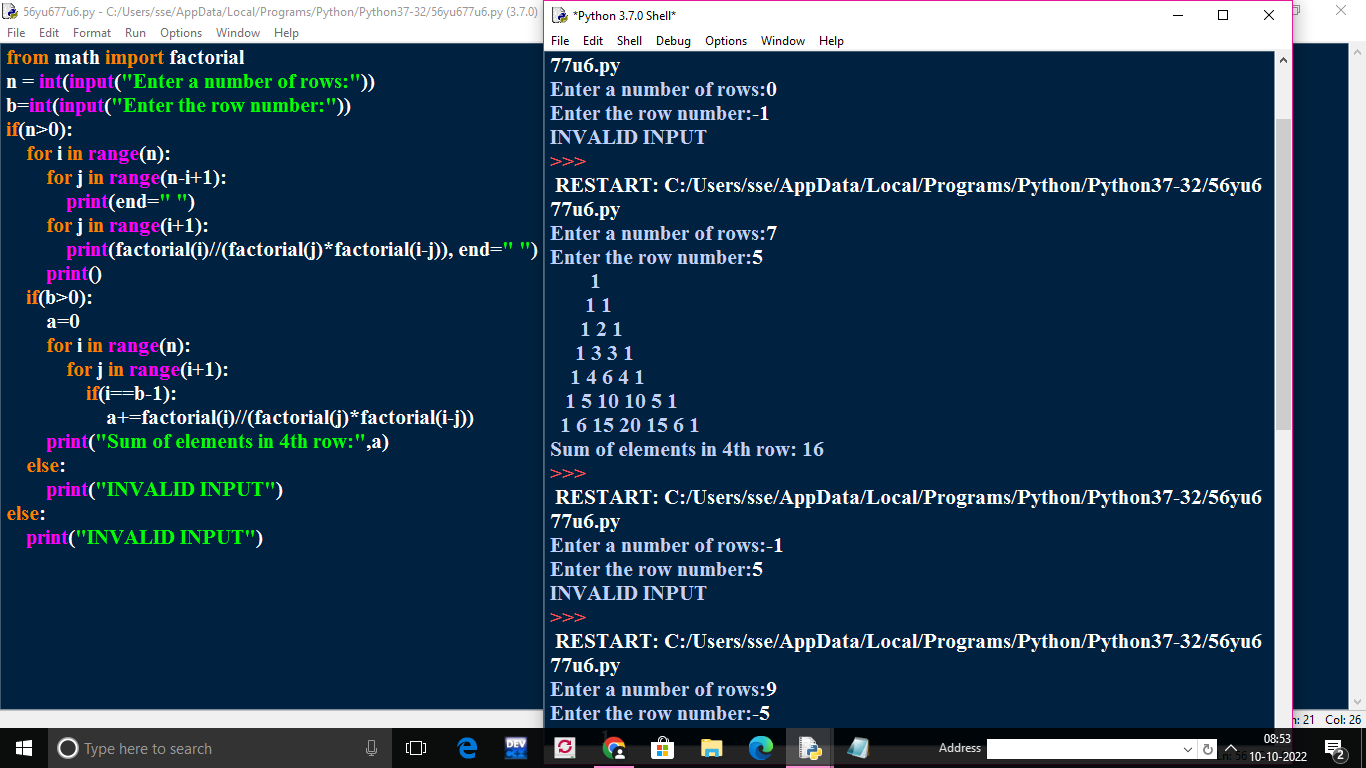 56yu677u6.py - C:/Users/sse/AppData/Local/Programs/Python/Python37-32/56yu677u6.py (3.7.0)
File Edit Format Run Options Window Help
from math import factorial
n = int(input("Enter a number of rows:"))
b=int(input("Enter the row number:"))
if(n>0):
    for i in range(n):
        for j in range(n-i+1):
            print(end=" ")
        for j in range(i+1):
            print(factorial(i)//(factorial(j)*factorial(i-j)), end=" ")
        print()
    if(b>0):
        a=0
        for i in range(n):
            for j in range(i+1):
                if(i==b-1):
                    a+=factorial(i)//(factorial(j)*factorial(i-j))
        print("Sum of elements in 4th row:",a)
    else:
        print("INVALID INPUT")
else:
    print("INVALID INPUT")
*Python 3.7.0 Shell*
File Edit Shell Debug Options Window Help
77u6.py
Enter a number of rows:0
Enter the row number:-1
INVALID INPUT
>>>
 RESTART: C:/Users/sse/AppData/Local/Programs/Python/Python37-32/56yu6
77u6.py
Enter a number of rows:7
Enter the row number:5
        1
       1 1
      1 2 1
     1 3 3 1
    1 4 6 4 1
   1 5 10 10 5 1
  1 6 15 20 15 6 1
Sum of elements in 4th row: 16
>>>
 RESTART: C:/Users/sse/AppData/Local/Programs/Python/Python37-32/56yu6
77u6.py
Enter a number of rows:-1
Enter the row number:5
INVALID INPUT
>>>
 RESTART: C:/Users/sse/AppData/Local/Programs/Python/Python37-32/56yu6
77u6.py
Enter a number of rows:9
Enter the row number:-5
21 Col: 26
Type here to search
DEV
Address
08:53
10-10-2022
2